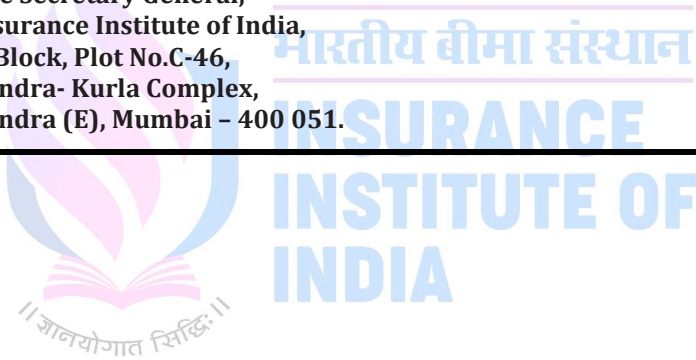 e Secretary General,
surance Institute of India,
Block, Plot No.C-46,
ndra- Kurla Complex,
ndra (E), Mumbai – 400 051.
भारतीय बीमा संस्थान
INSURANCE
INSTITUTE OF
INDIA
॥ ज्ञानयोगात सिद्धिः ॥